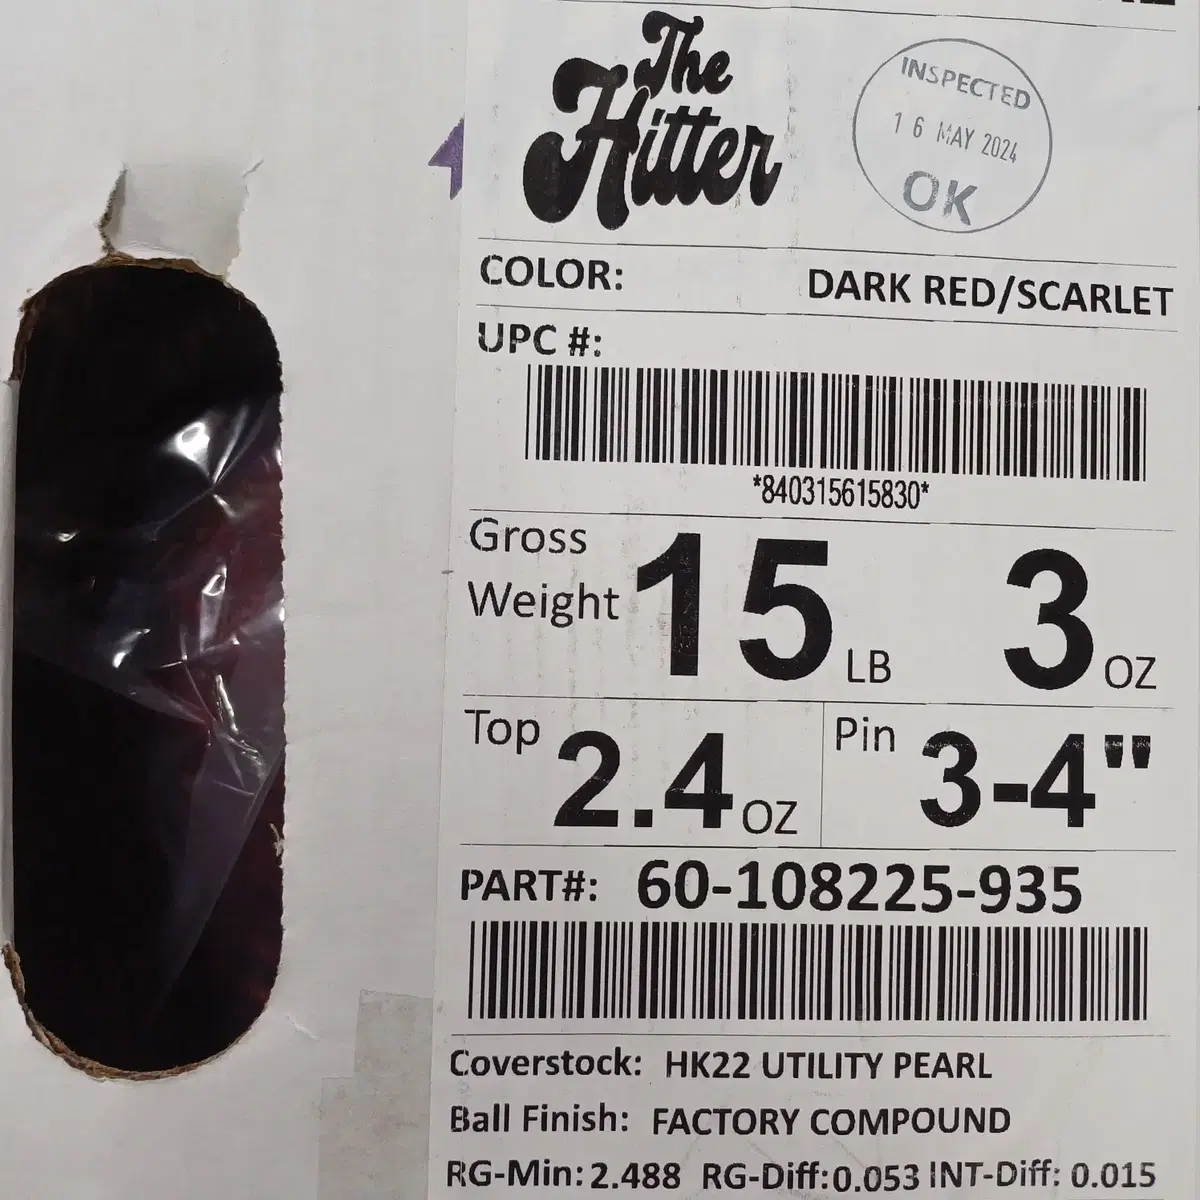 The
Hitter
INSPECTED
16 MAY 2024
OK
COLOR: DARK RED/SCARLET
UPC #:
*840315615830*
Gross
Weight 15 LB 3 OZ
Top 2.4 OZ Pin 3-4"
PART#: 60-108225-935
Coverstock: HK22 UTILITY PEARL
Ball Finish: FACTORY COMPOUND
RG-Min: 2.488 RG-Diff: 0.053 INT-Diff: 0.015